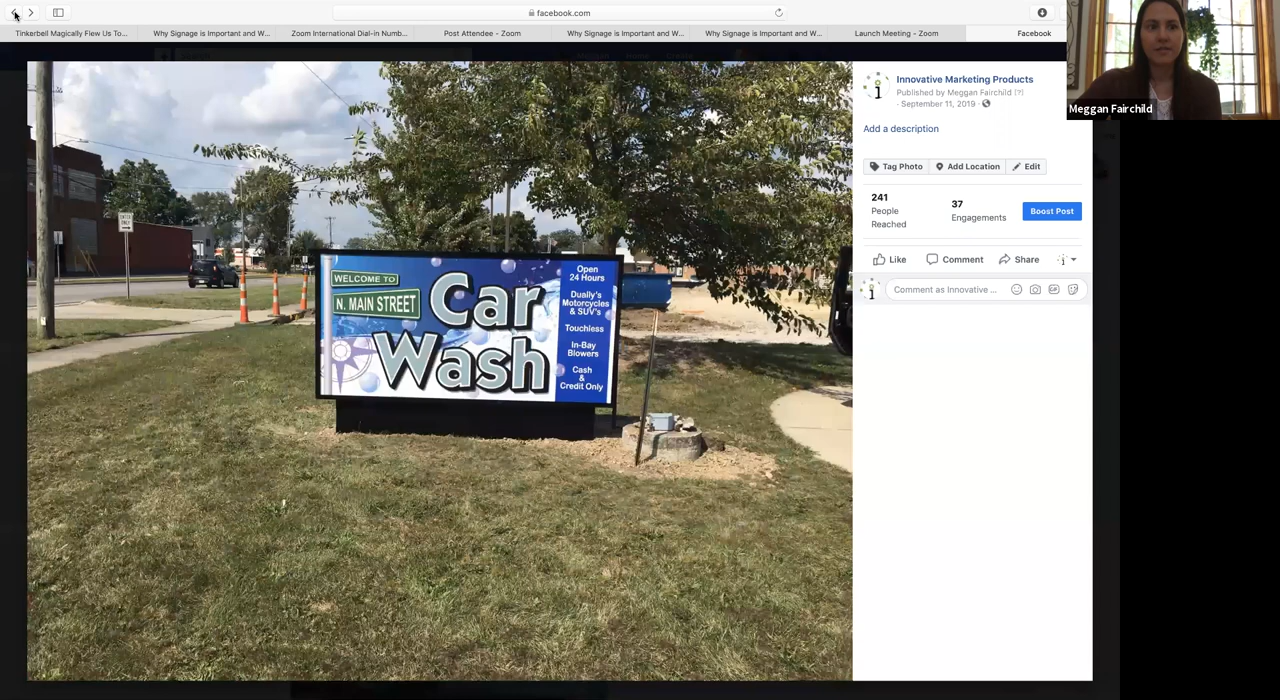 facebook.com
Tinkerbell Magically Flew Us To...
Why Signage is Important and W...
Zoom International Dial-in Numb...
Post Attendee - Zoom
Why Signage is Important and W...
Why Signage is Important and W...
Launch Meeting - Zoom
Facebook
Meggan Fairchild
Innovative Marketing Products
Published by Meggan Fairchild [?]
· September 11, 2019 ·
Add a description
Tag Photo
Add Location
Edit
241
People
Reached
37
Engagements
Boost Post
Like
Comment
Share
Comment as Innovative ...
GIF
WELCOME TO
N. MAIN STREET
Car
Wash
Open
24 Hours
Dually's
Motorcycles
& SUV's
Touchless
In-Bay
Blowers
Cash
&
Credit Only